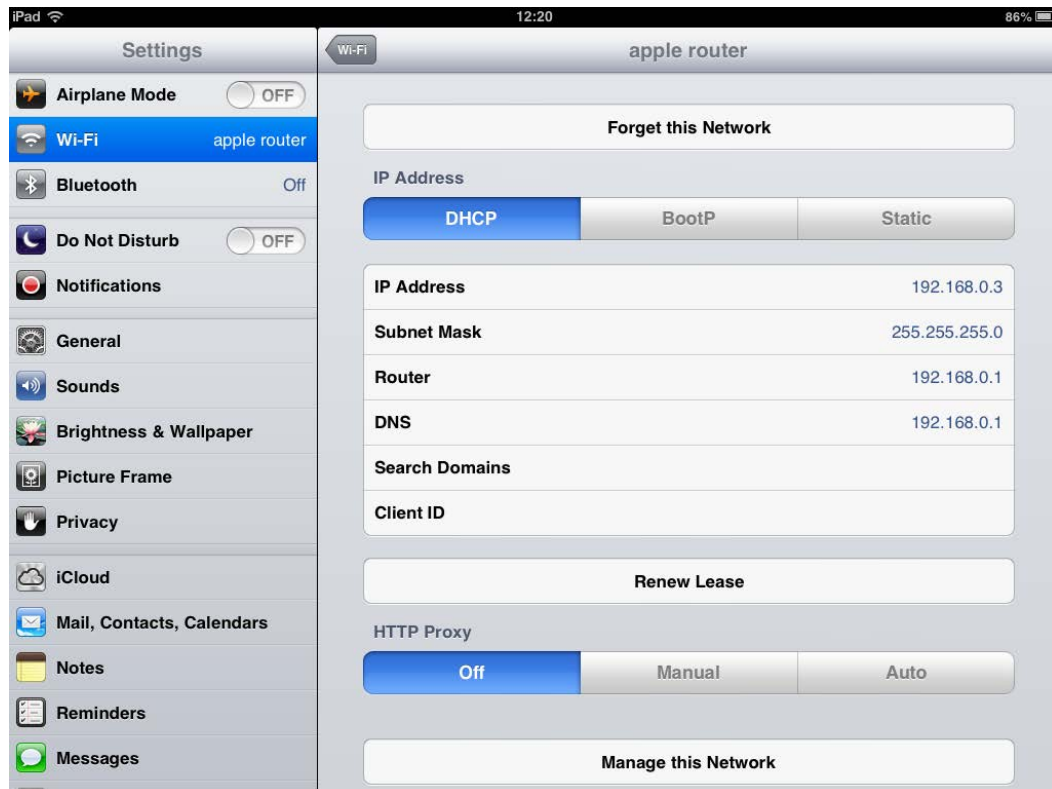 iPad 12:20 86%
Settings
Airplane Mode OFF
Wi-Fi apple router
Bluetooth Off
Do Not Disturb OFF
Notifications
General
Sounds
Brightness & Wallpaper
Picture Frame
Privacy
iCloud
Mail, Contacts, Calendars
Notes
Reminders
Messages
Wi-Fi apple router
Forget this Network
IP Address
DHCP BootP Static
IP Address 192.168.0.3
Subnet Mask 255.255.255.0
Router 192.168.0.1
DNS 192.168.0.1
Search Domains
Client ID
Renew Lease
HTTP Proxy
Off Manual Auto
Manage this Network